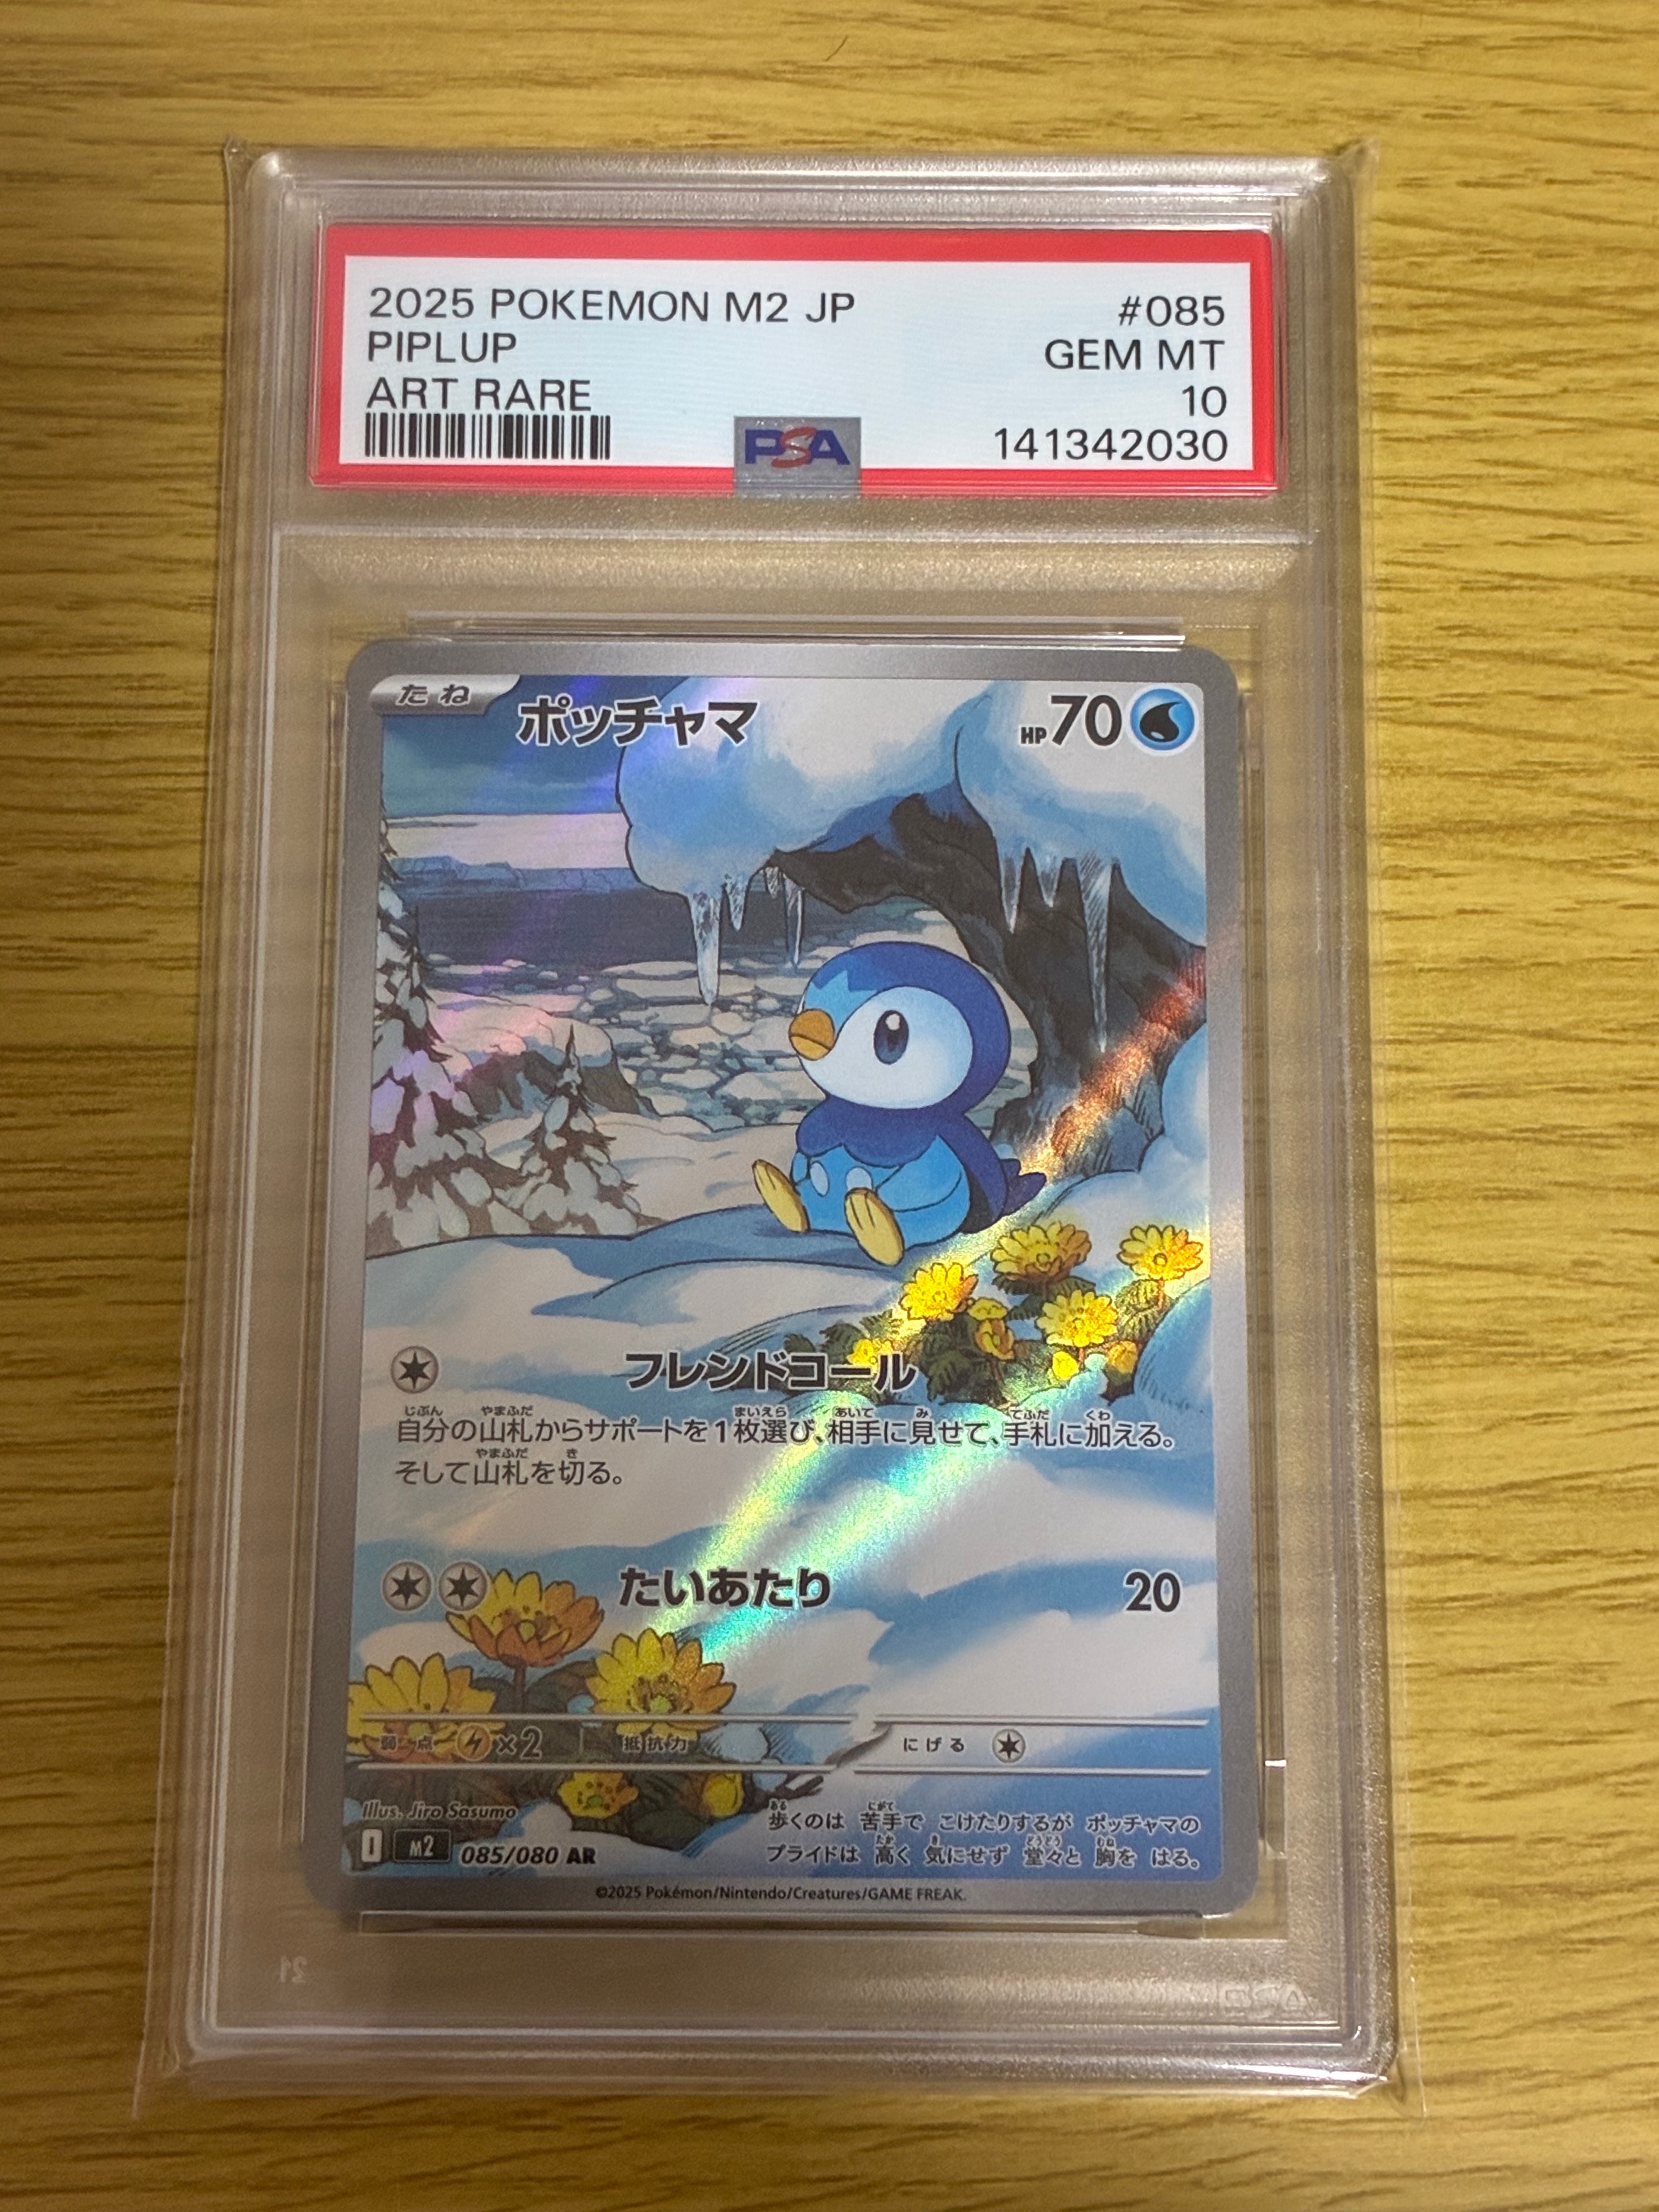 2025 POKEMON M2 JP #085
PIPLUP GEM MT
ART RARE 10
PSA 141342030
たね ポッチャマ HP70
フレンドコール
自分の山札からサポートを1枚選び、相手に見せて、手札に加える。
そして山札を切る。
たいあたり 20
弱点 ×2 抵抗力 にげる
Illus. Jiro Sasumo
I M2 085/080 AR
歩くのは 苦手で こけたりするが ポッチャマの
プライドは 高く 気にせず 堂々と 胸を はる。
©2025 Pokémon/Nintendo/Creatures/GAME FREAK.